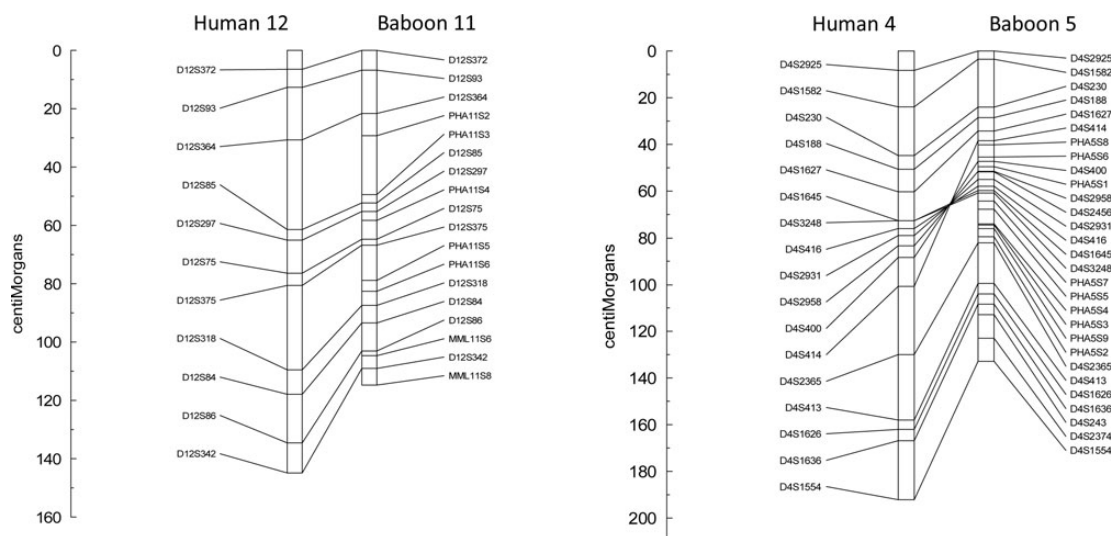 Human 12
Baboon 11
0
20
40
60
80
100
120
140
160
centiMorgans
D12S372
D12S93
D12S364
D12S85
D12S297
D12S75
D12S375
D12S318
D12S84
D12S86
D12S342
D12S372
D12S93
D12S364
PHA11S2
PHA11S3
D12S85
D12S297
PHA11S4
D12S75
D12S375
PHA11S5
PHA11S6
D12S318
D12S84
D12S86
MML11S6
D12S342
MML11S8
Human 4
Baboon 5
0
20
40
60
80
100
120
140
160
180
200
centiMorgans
D4S2925
D4S1582
D4S230
D4S188
D4S1627
D4S1645
D4S3248
D4S416
D4S2931
D4S2958
D4S400
D4S414
D4S2365
D4S413
D4S1626
D4S1636
D4S1554
D4S2925
D4S1582
D4S230
D4S188
D4S1627
D4S414
PHA5S8
PHA5S6
D4S400
PHA5S1
D4S2958
D4S2456
D4S2931
D4S416
D4S1645
D4S3248
PHA5S7
PHA5S5
PHA5S4
PHA5S3
PHA5S9
PHA5S2
D4S2365
D4S413
D4S1626
D4S1636
D4S243
D4S2374
D4S1554